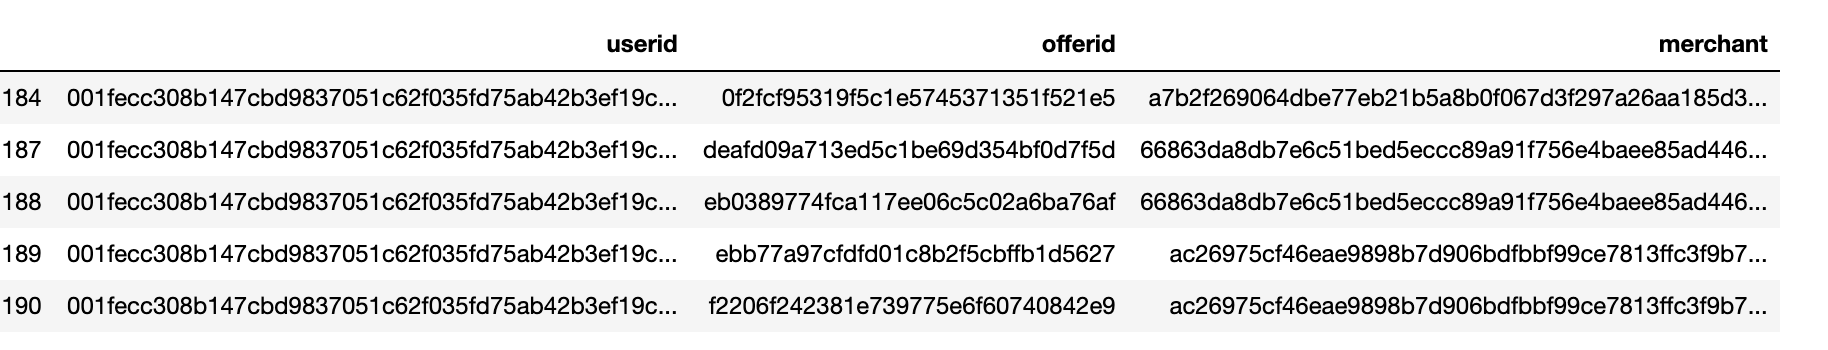 userid offerid merchant
184 001fecc308b147cbd9837051c62f035fd75ab42b3ef19c... 0f2fcf95319f5c1e5745371351f521e5 a7b2f269064dbe77eb21b5a8b0f067d3f297a26aa185d3...
187 001fecc308b147cbd9837051c62f035fd75ab42b3ef19c... deafd09a713ed5c1be69d354bf0d7f5d 66863da8db7e6c51bed5eccc89a91f756e4baee85ad446...
188 001fecc308b147cbd9837051c62f035fd75ab42b3ef19c... eb0389774fca117ee06c5c02a6ba76af 66863da8db7e6c51bed5eccc89a91f756e4baee85ad446...
189 001fecc308b147cbd9837051c62f035fd75ab42b3ef19c... ebb77a97cfdfd01c8b2f5cbffb1d5627 ac26975cf46eae9898b7d906bdfbbf99ce7813ffc3f9b7...
190 001fecc308b147cbd9837051c62f035fd75ab42b3ef19c... f2206f242381e739775e6f60740842e9 ac26975cf46eae9898b7d906bdfbbf99ce7813ffc3f9b7...